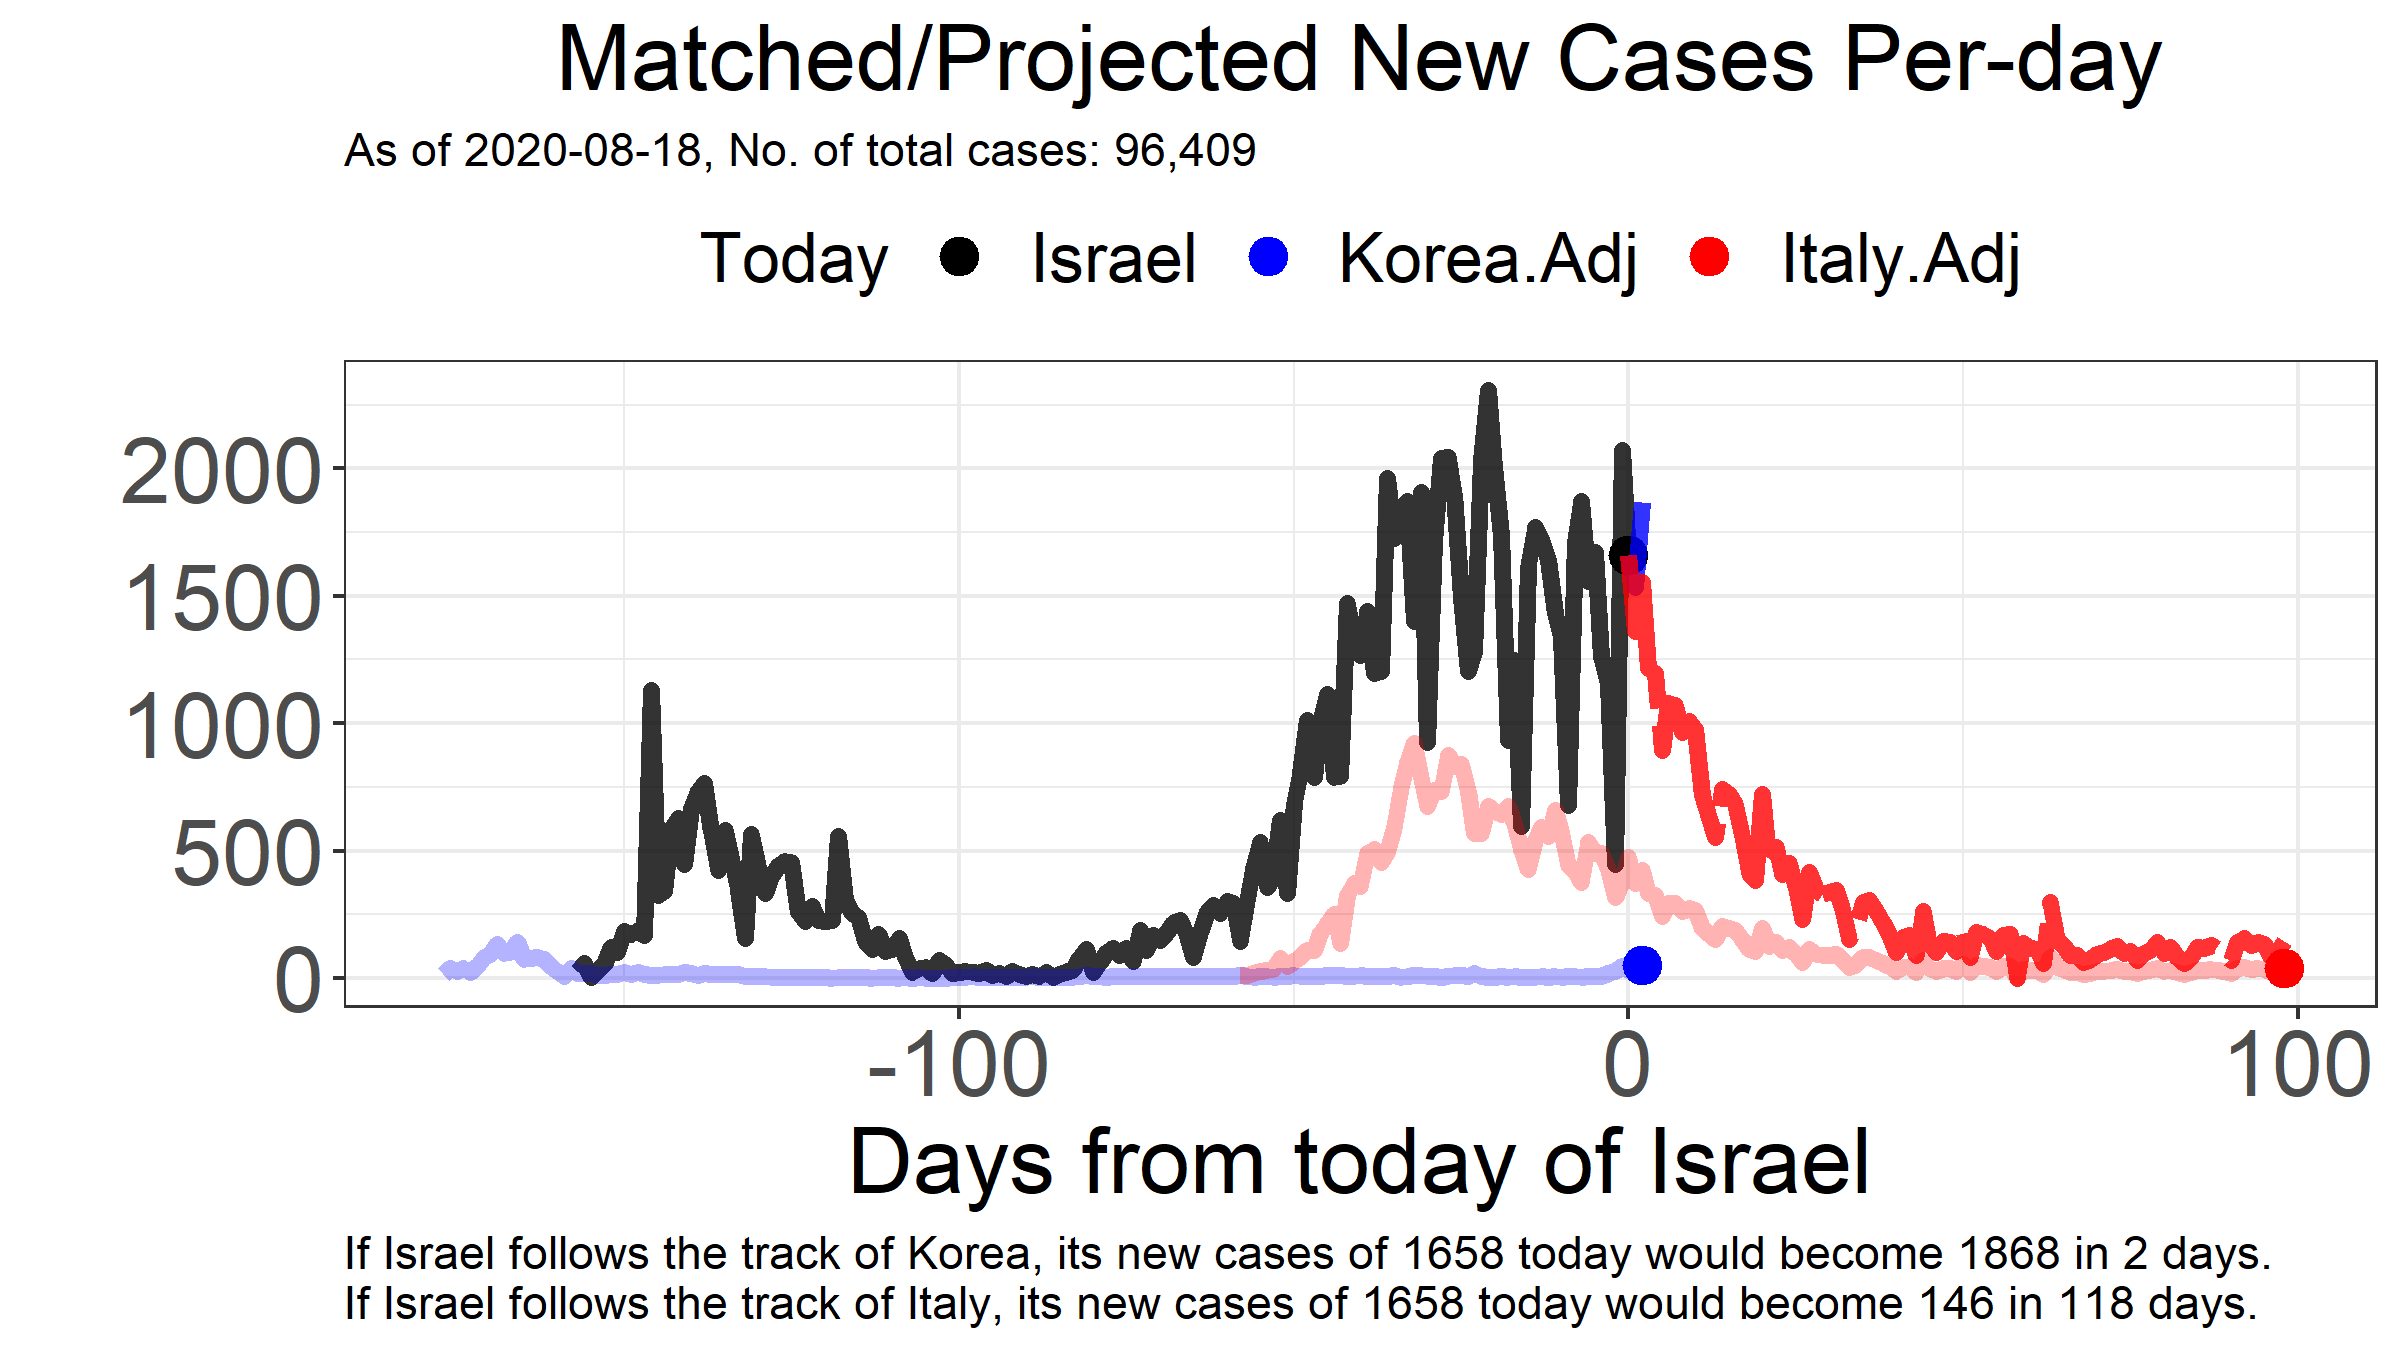 Matched/Projected New Cases Per-day
As of 2020-08-18, No. of total cases: 96,409
Today Israel Korea.Adj Italy.Adj
2000
1500
1000
500
0
-100 0 100
Days from today of Israel
If Israel follows the track of Korea, its new cases of 1658 today would become 1868 in 2 days.
If Israel follows the track of Italy, its new cases of 1658 today would become 146 in 118 days.